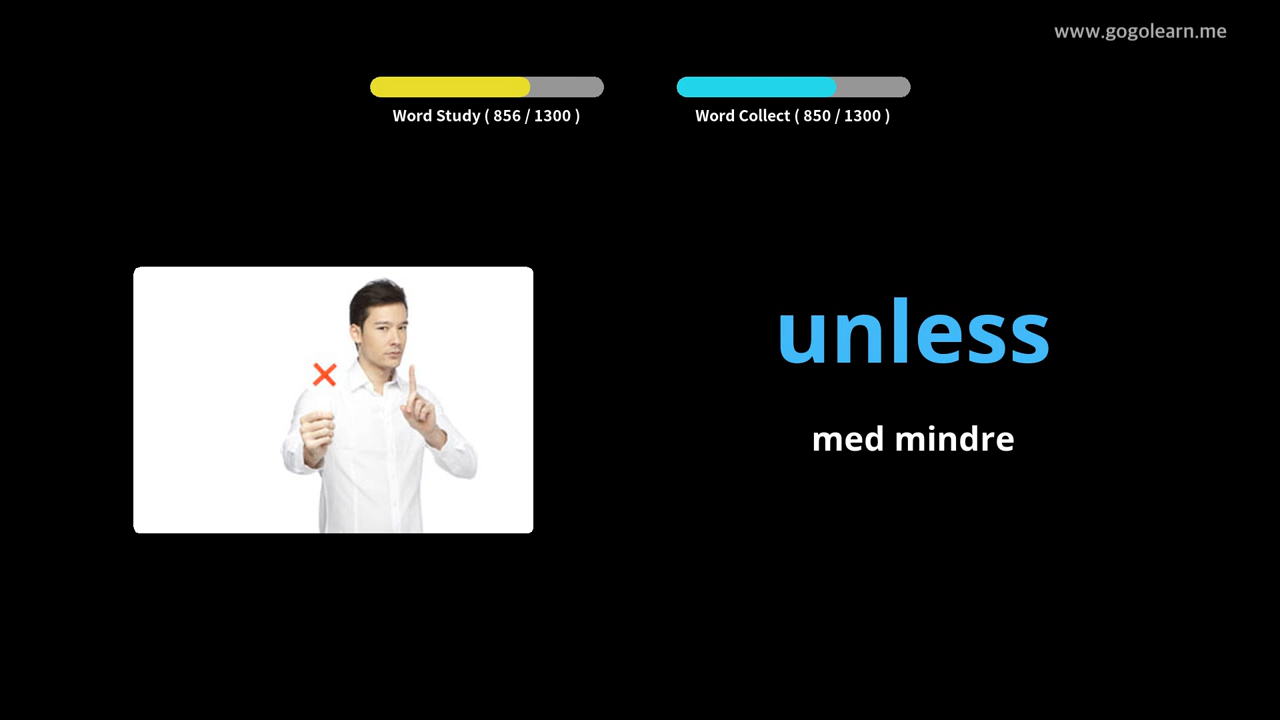 www.gogolearn.me
Word Study ( 856 / 1300 )
Word Collect ( 850 / 1300 )
unless
med mindre